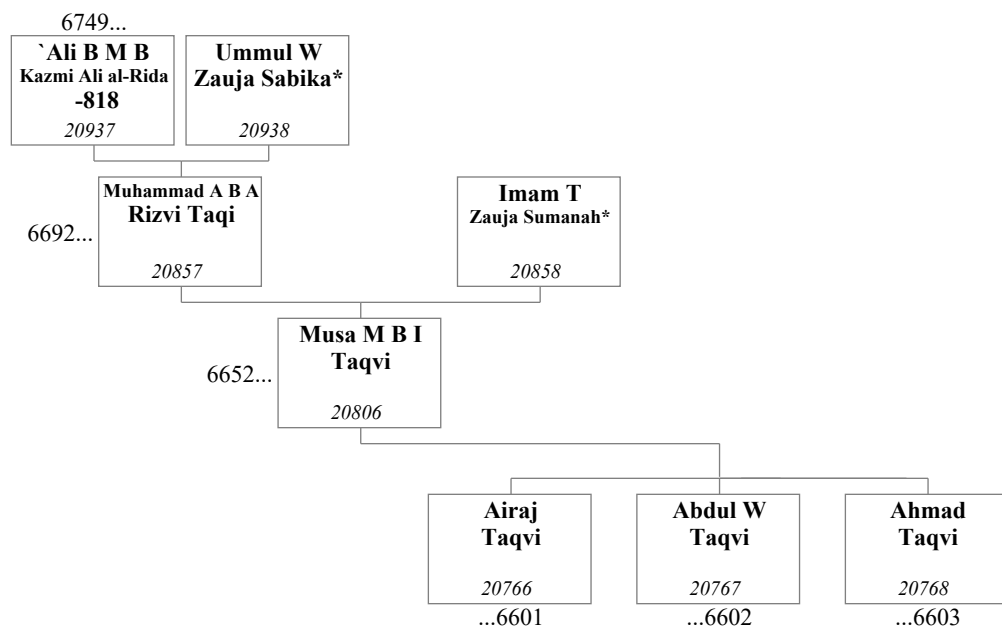 6749...
`Ali B M B
Kazmi Ali al-Rida
-818
20937
Ummul W
Zauja Sabika*
20938
6692...
Muhammad A B A
Rizvi Taqi
20857
Imam T
Zauja Sumanah*
20858
6652...
Musa M B I
Taqvi
20806
Airaj
Taqvi
20766
...6601
Abdul W
Taqvi
20767
...6602
Ahmad
Taqvi
20768
...6603